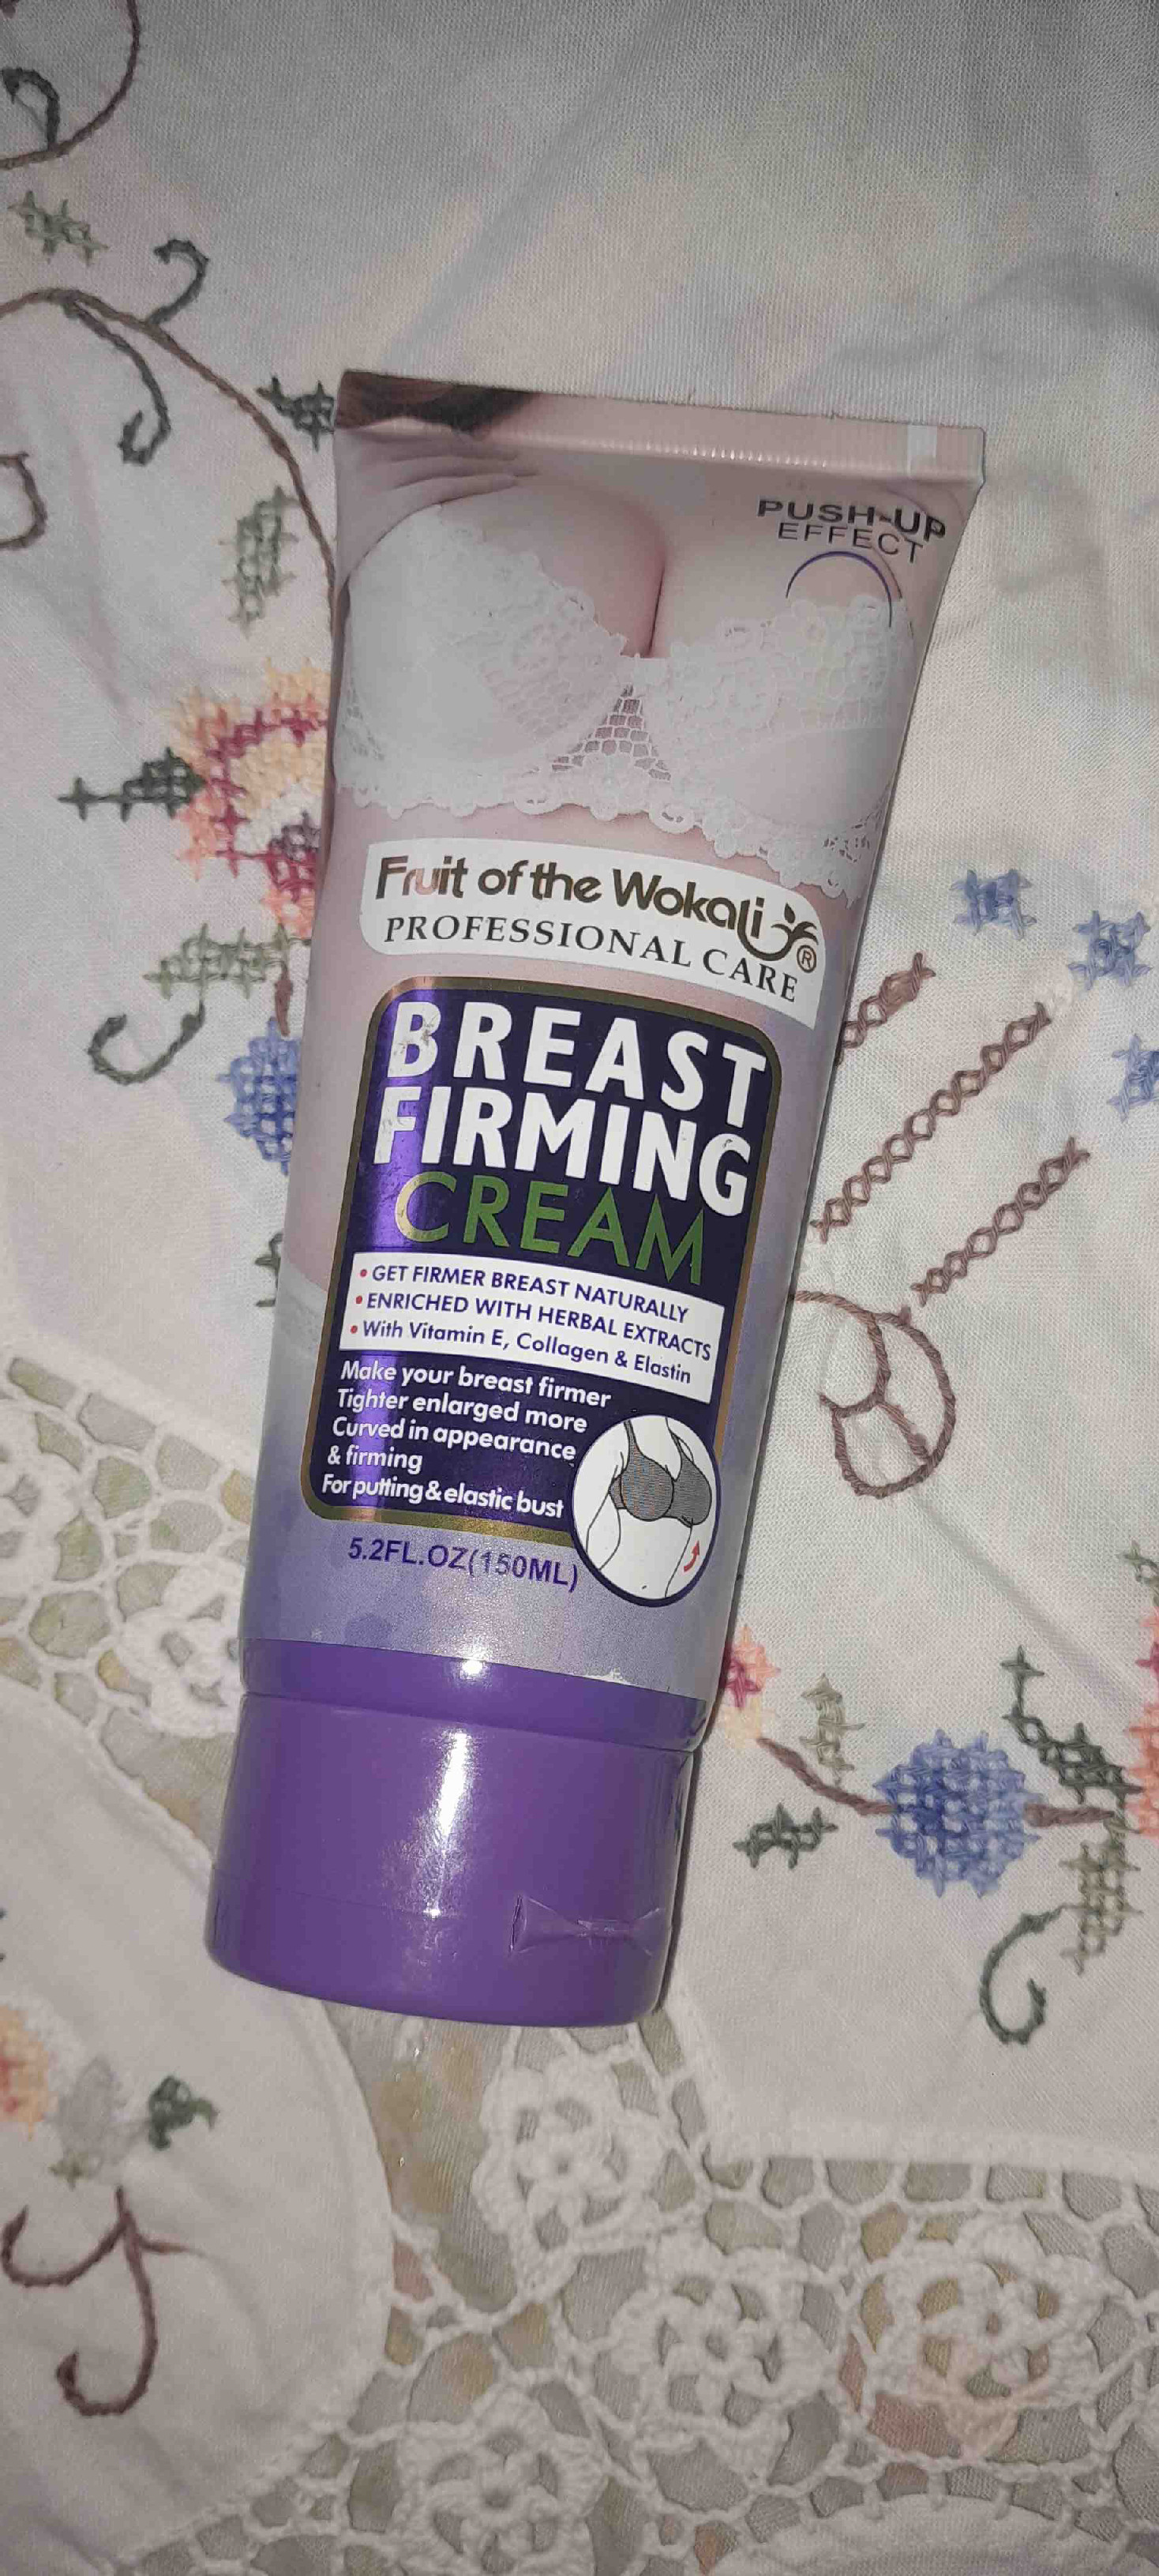 PUSH-UP
EFFECT
Fruit of the Wokali ®
PROFESSIONAL CARE
BREAST
FIRMING
CREAM
• GET FIRMER BREAST NATURALLY
• ENRICHED WITH HERBAL EXTRACTS
• With Vitamin E, Collagen & Elastin
Make your breast firmer
Tighter enlarged more
Curved in appearance
& firming
For putting & elastic bust
5.2FL.OZ(150ML)